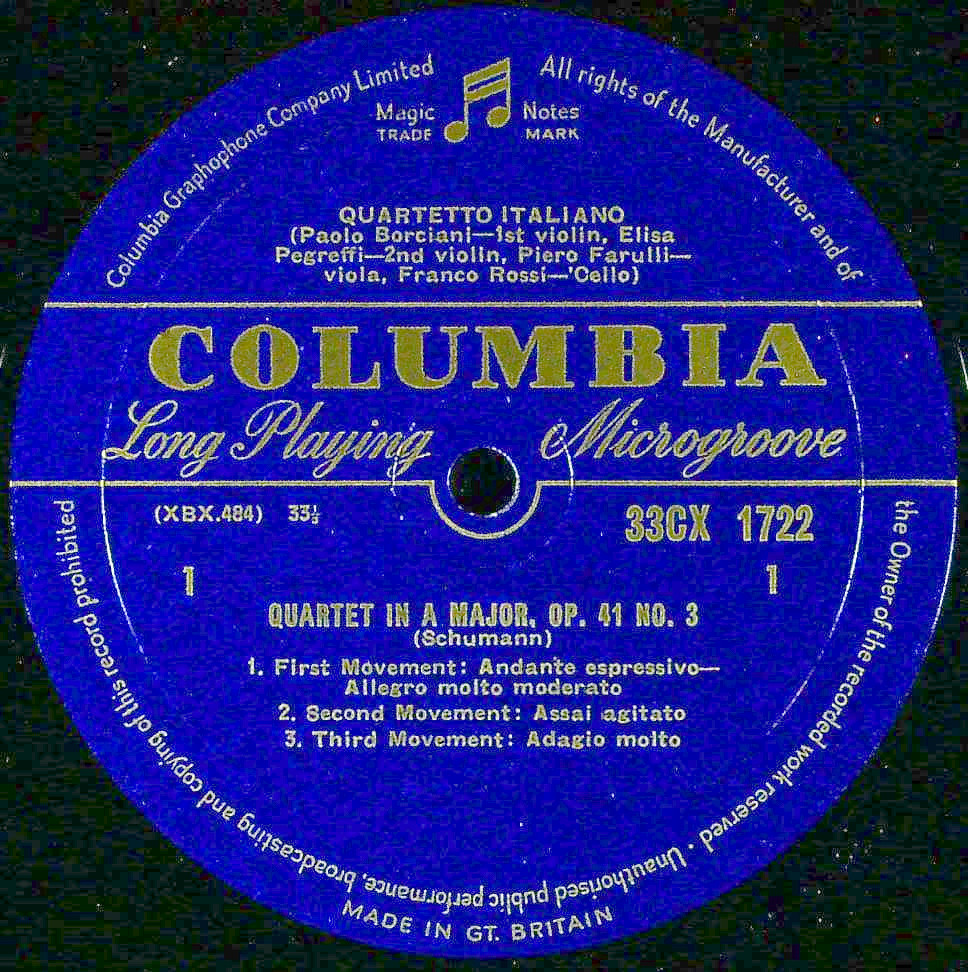 Columbia Graphophone Company Limited
All rights of the Manufacturer and of
the Owner of the recorded work reserved · Unauthorised public performance, broadcasting and copying of this record prohibited
Magic Notes
TRADE MARK
QUARTETTO ITALIANO
(Paolo Borciani—1st violin, Elisa
Pegreffi—2nd violin, Piero Farulli—
viola, Franco Rossi—'Cello)
COLUMBIA
Long Playing Microgroove
(XBX.484) 33⅓ 33CX 1722
1 1
QUARTET IN A MAJOR, OP. 41 NO. 3
(Schumann)
1. First Movement: Andante espressivo—
Allegro molto moderato
2. Second Movement: Assai agitato
3. Third Movement: Adagio molto
MADE IN GT. BRITAIN